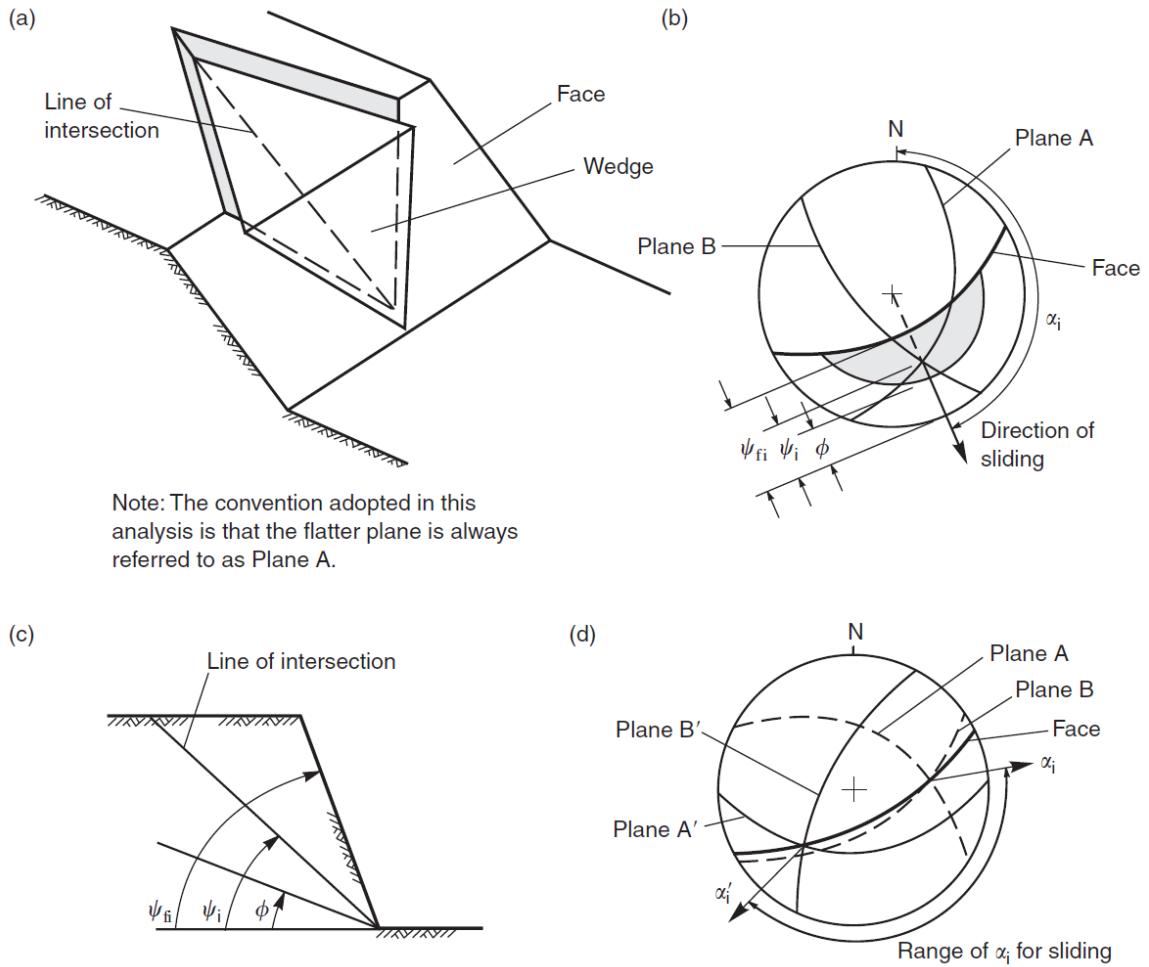 (a)
Line of
intersection
Face
Wedge
Note: The convention adopted in this
analysis is that the flatter plane is always
referred to as Plane A.
(b)
N
Plane A
Plane B
Face
αi
ψfi ψi ϕ
Direction of
sliding
(c)
Line of intersection
ψfi ψi ϕ
(d)
N
Plane A
Plane B
Plane B′
Face
αi
Plane A′
αi′
Range of αi for sliding